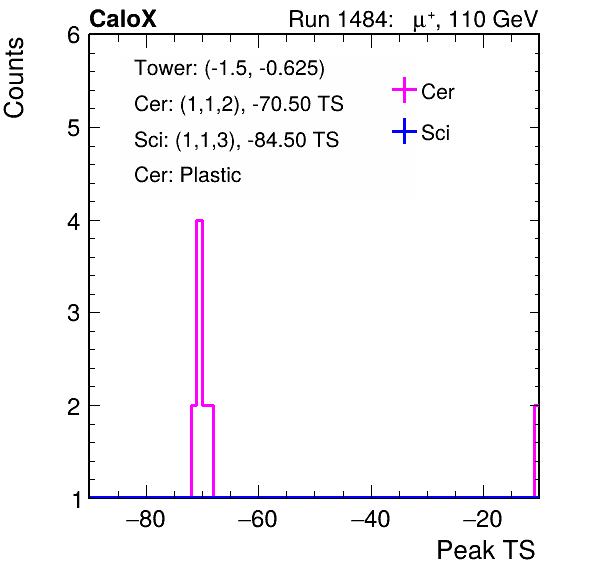 CaloX Run 1484: μ⁺, 110 GeV
Counts
6
Tower: (-1.5, -0.625)
Cer: (1,1,2), -70.50 TS
Sci: (1,1,3), -84.50 TS
Cer: Plastic
Cer
Sci
5
4
3
2
1
−80 −60 −40 −20
Peak TS